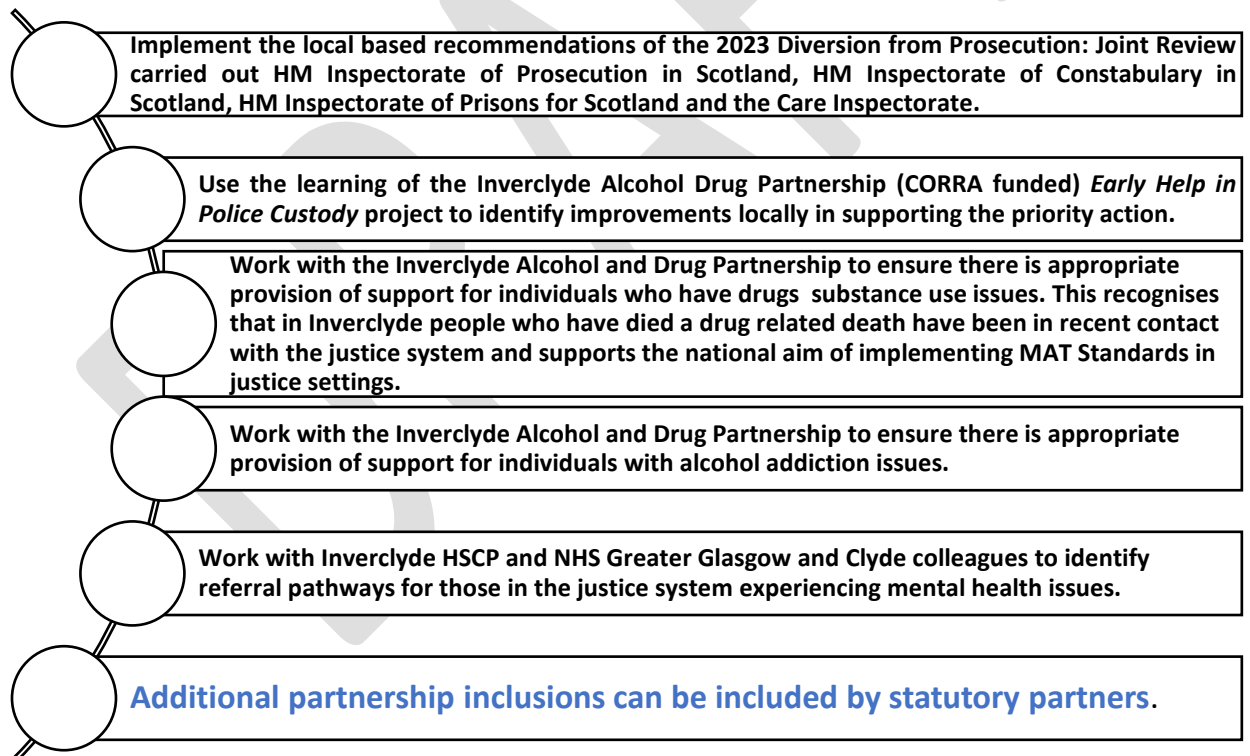 Implement the local based recommendations of the 2023 Diversion from Prosecution: Joint Review
carried out HM Inspectorate of Prosecution in Scotland, HM Inspectorate of Constabulary in
Scotland, HM Inspectorate of Prisons for Scotland and the Care Inspectorate.
Use the learning of the Inverclyde Alcohol Drug Partnership (CORRA funded) Early Help in
Police Custody project to identify improvements locally in supporting the priority action.
Work with the Inverclyde Alcohol and Drug Partnership to ensure there is appropriate
provision of support for individuals who have drugs  substance use issues. This recognises
that in Inverclyde people who have died a drug related death have been in recent contact
with the justice system and supports the national aim of implementing MAT Standards in
justice settings.
Work with the Inverclyde Alcohol and Drug Partnership to ensure there is appropriate
provision of support for individuals with alcohol addiction issues.
Work with Inverclyde HSCP and NHS Greater Glasgow and Clyde colleagues to identify
referral pathways for those in the justice system experiencing mental health issues.
Additional partnership inclusions can be included by statutory partners.